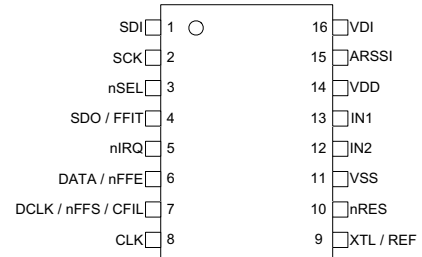 SDI 1 16 VDI
SCK 2 15 ARSSI
nSEL 3 14 VDD
SDO / FFIT 4 13 IN1
nIRQ 5 12 IN2
DATA / nFFE 6 11 VSS
DCLK / nFFS / CFIL 7 10 nRES
CLK 8 9 XTL / REF